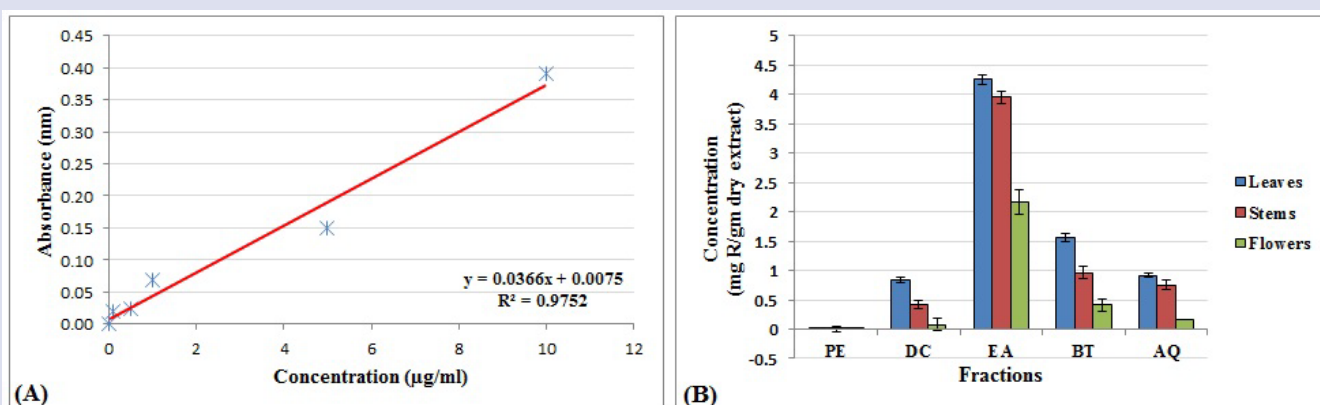 0.45
0.40
0.35
0.30
0.25
0.20
0.15
0.10
0.05
0.00
Absorbance (nm)
y = 0.0366x + 0.0075
R² = 0.9752
0 2 4 6 8 10 12
Concentration (µg/ml)
(A)
5
4.5
4
3.5
3
2.5
2
1.5
1
0.5
0
-0.5
Concentration
(mg R/gm dry extract)
PE DC EA BT AQ
Fractions
Leaves
Stems
Flowers
(B)